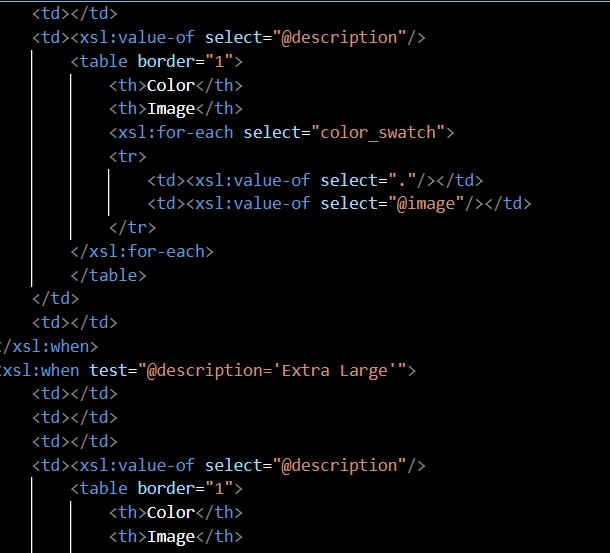 <td></td>
<td><xsl:value-of select="@description"/>
<table border="1">
<th>Color</th>
<th>Image</th>
<xsl:for-each select="color_swatch">
<tr>
<td><xsl:value-of select="."/></td>
<td><xsl:value-of select="@image"/></td>
</tr>
</xsl:for-each>
</table>
</td>
<td></td>
/xsl:when>
xsl:when test="@description='Extra Large'">
<td></td>
<td></td>
<td></td>
<td><xsl:value-of select="@description"/>
<table border="1">
<th>Color</th>
<th>Image</th>